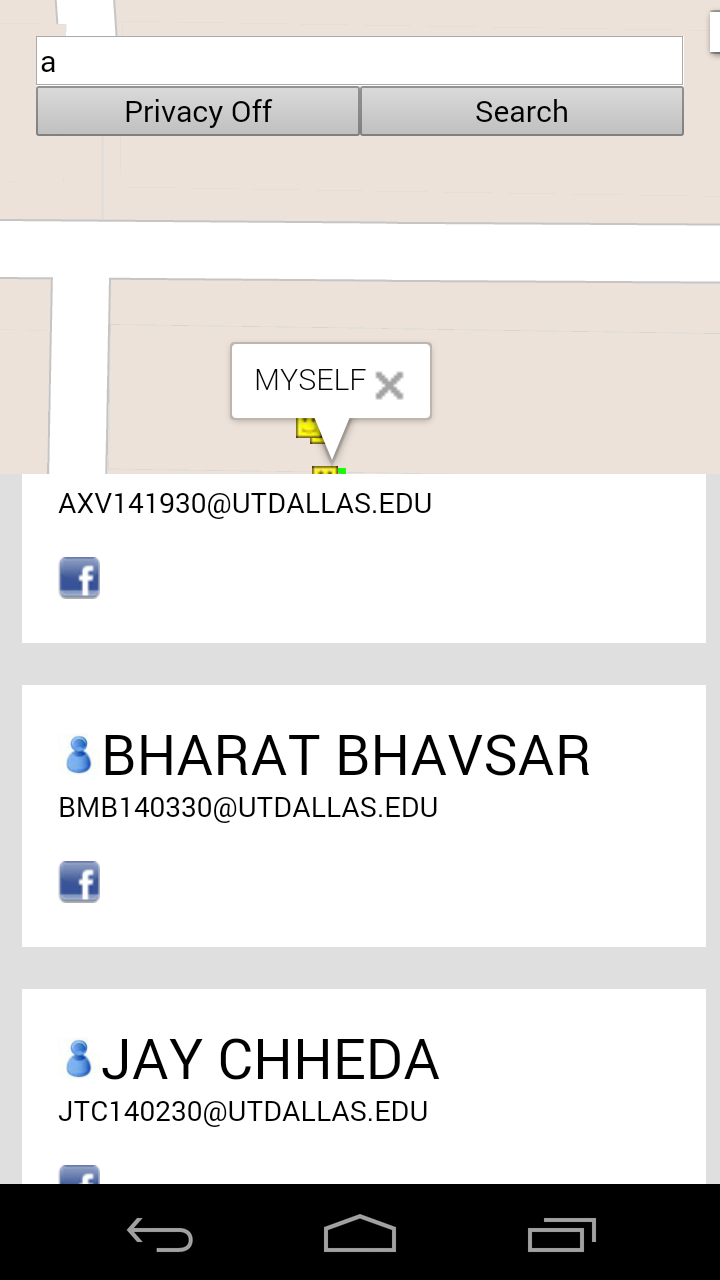 a
Privacy Off Search
MYSELF
AXV141930@UTDALLAS.EDU
f
BHARAT BHAVSAR
BMB140330@UTDALLAS.EDU
f
JAY CHHEDA
JTC140230@UTDALLAS.EDU
f